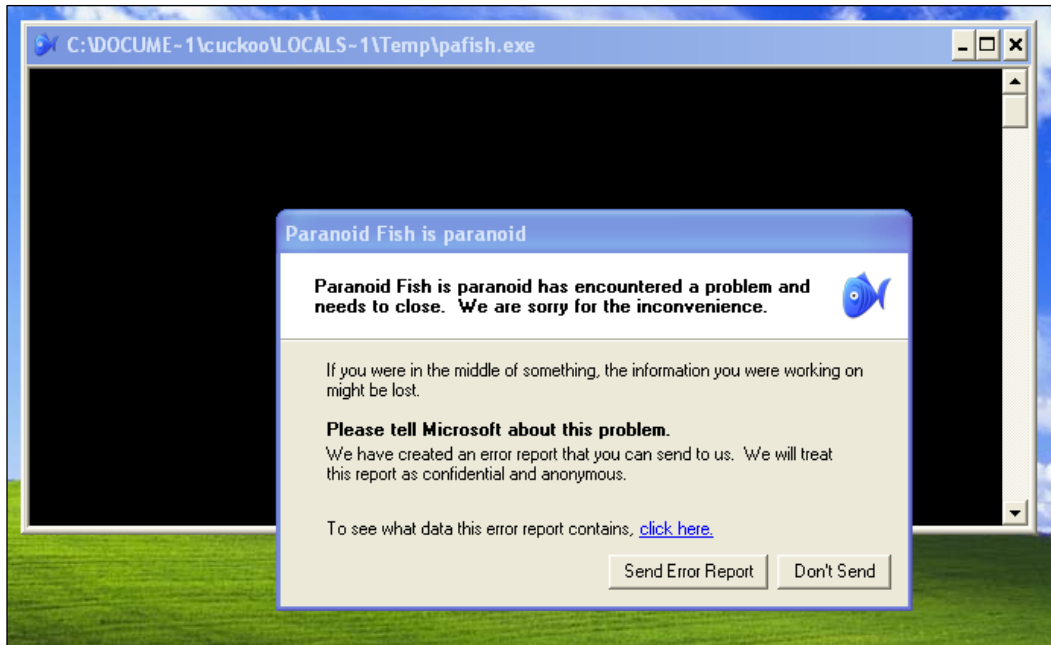 C:\DOCUME~1\cuckoo\LOCALS~1\Temp\pafish.exe
Paranoid Fish is paranoid
Paranoid Fish is paranoid has encountered a problem and
needs to close.  We are sorry for the inconvenience.
If you were in the middle of something, the information you were working on
might be lost.
Please tell Microsoft about this problem.
We have created an error report that you can send to us.  We will treat
this report as confidential and anonymous.
To see what data this error report contains, click here.
Send Error Report
Don't Send